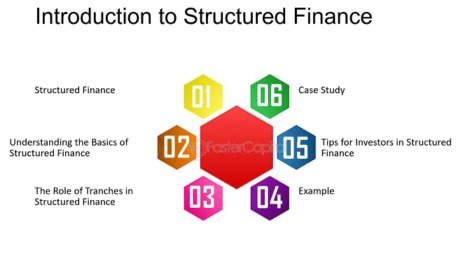 Introduction to Structured Finance
Structured Finance
01
06
Case Study
Understanding the Basics of
Structured Finance
02
FasterCapital
05
Tips for Investors in Structured
Finance
The Role of Tranches in
Structured Finance
03
04
Example